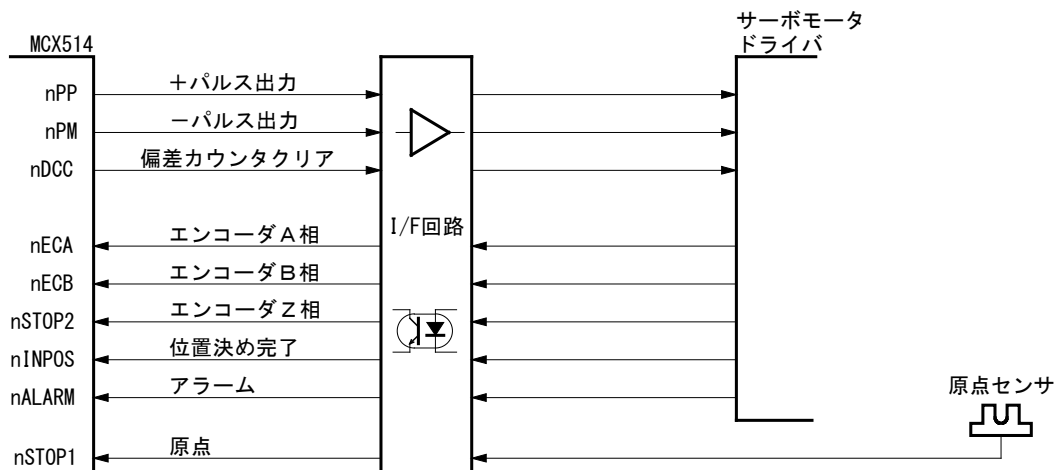 サーボモータ
ドライバ
MCX514
nPP
＋パルス出力
nPM
－パルス出力
nDCC
偏差カウンタクリア
I/F回路
nECA
エンコーダＡ相
nECB
エンコーダＢ相
nSTOP2
エンコーダＺ相
nINPOS
位置決め完了
nALARM
アラーム
原点センサ
nSTOP1
原点